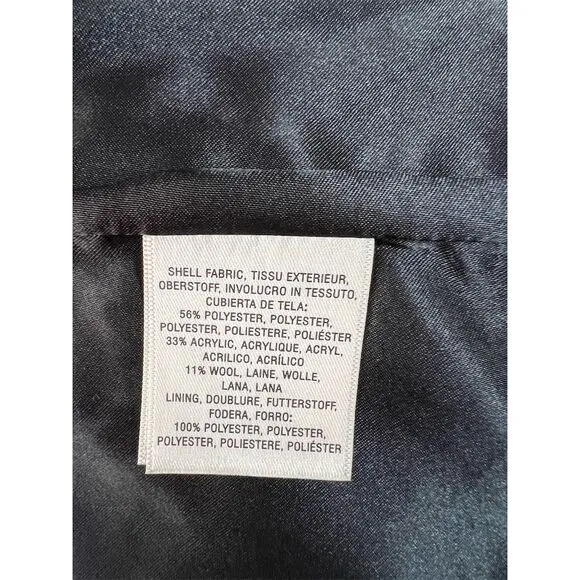 SHELL FABRIC, TISSU EXTERIEUR,
OBERSTOFF, INVOLUCRO IN TESSUTO,
CUBIERTA DE TELA:
56% POLYESTER, POLYESTER,
POLYESTER, POLIESTERE, POLIÉSTER
33% ACRYLIC, ACRYLIQUE, ACRYL,
ACRILICO, ACRÍLICO
11% WOOL, LAINE, WOLLE,
LANA, LANA
LINING, DOUBLURE, FUTTERSTOFF,
FODERA, FORRO:
100% POLYESTER, POLYESTER,
POLYESTER, POLIESTERE, POLIÉSTER